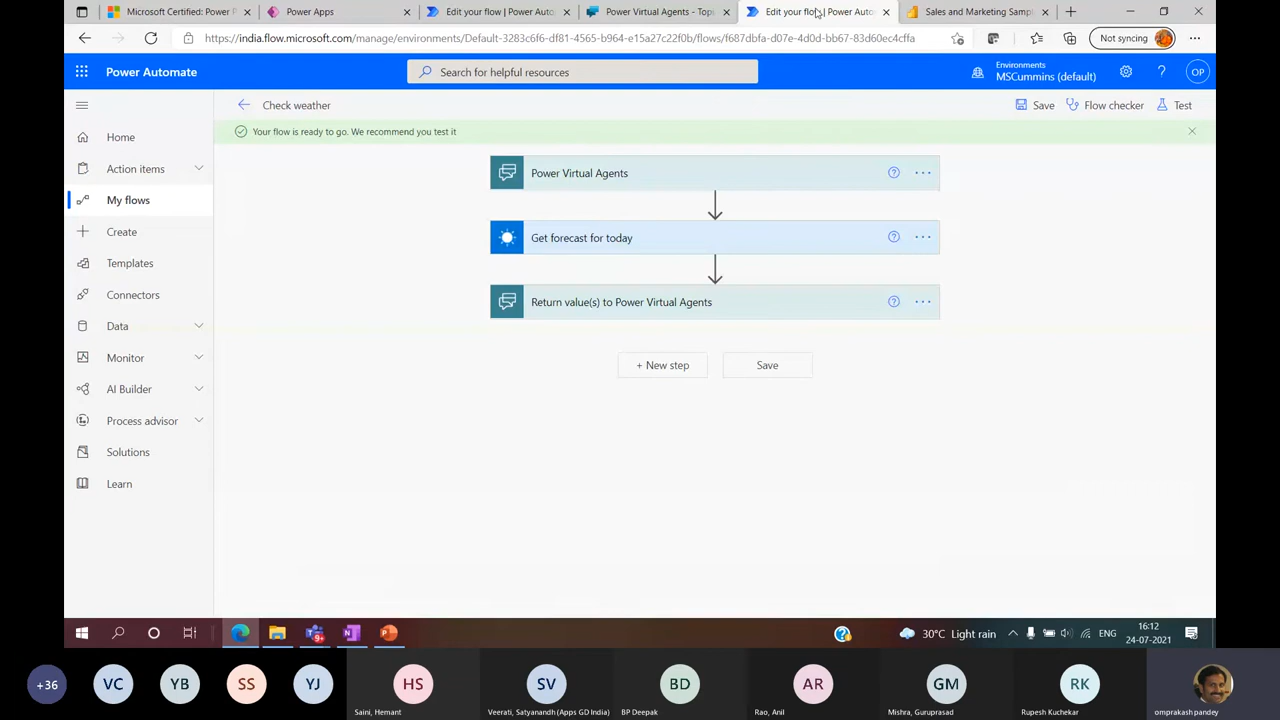 Microsoft Certified: Power P
Power Apps
Edit your flow | Power Auto
Power Virtual Agents - Top
Edit your flow | Power Auto
Sales and Marketing Samp
https://india.flow.microsoft.com/manage/environments/Default-3283c6f6-df81-4565-b964-e15a27c22f0b/flows/f687dbfa-d07e-4d0d-bb67-83d60ec4cffa
Not syncing
Power Automate
Search for helpful resources
Environments
MSCummins (default)
OP
Check weather
Save
Flow checker
Test
Your flow is ready to go. We recommend you test it
Home
Action items
My flows
Create
Templates
Connectors
Data
Monitor
AI Builder
Process advisor
Solutions
Learn
Power Virtual Agents
Get forecast for today
Return value(s) to Power Virtual Agents
+ New step
Save
30°C Light rain
ENG
16:12
24-07-2021
+36
VC
YB
SS
YJ
HS
Saini, Hemant
SV
Veerati, Satyanandh (Apps GD India)
BD
BP Deepak
AR
Rao, Anil
GM
Mishra, Guruprasad
RK
Rupesh Kuchekar
omprakash pandey